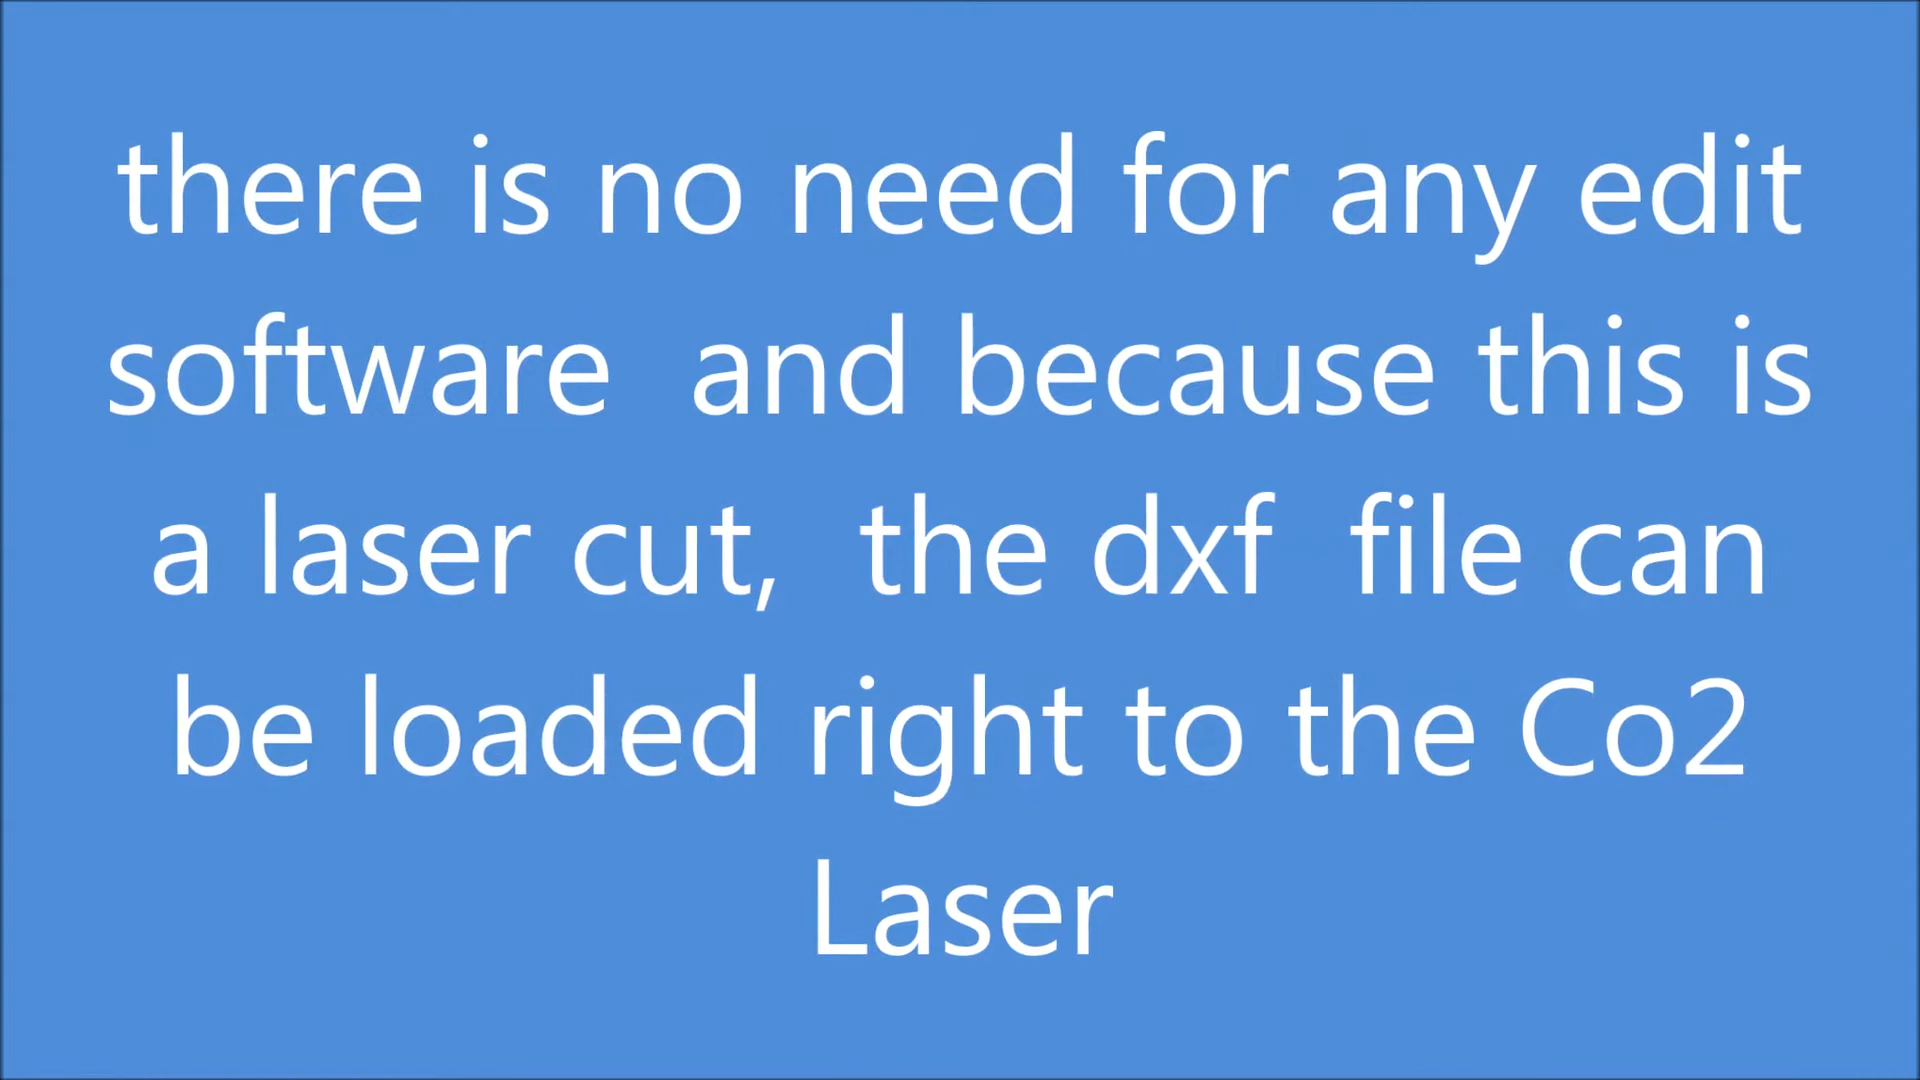 there is no need for any edit
software  and because this is
a laser cut,  the dxf  file can
be loaded right to the Co2
Laser